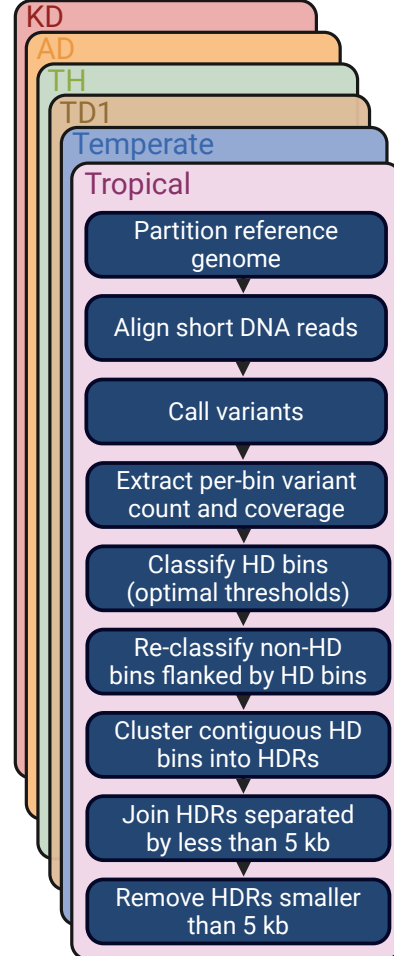 KD
AD
TH
TD1
Temperate
Tropical
Partition reference
genome
Align short DNA reads
Call variants
Extract per-bin variant
count and coverage
Classify HD bins
(optimal thresholds)
Re-classify non-HD
bins flanked by HD bins
Cluster contiguous HD
bins into HDRs
Join HDRs separated
by less than 5 kb
Remove HDRs smaller
than 5 kb